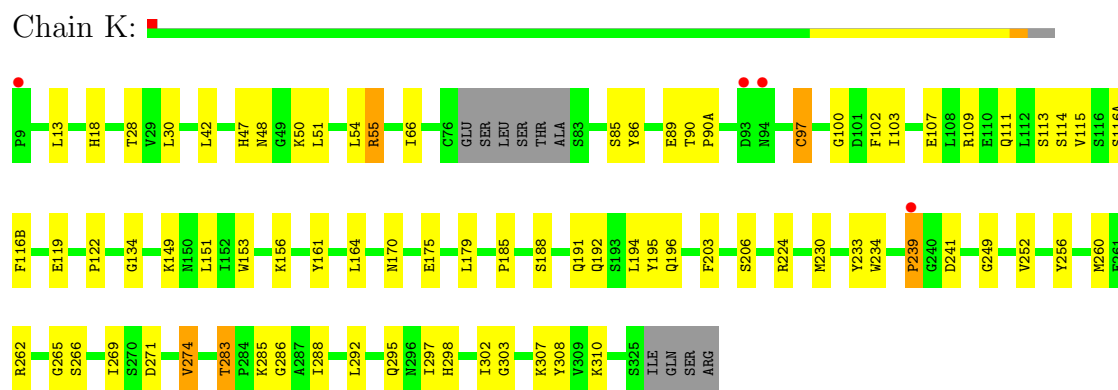 Chain K:
P9 L13 H18 T28 V29 L30 L42 H47 N48 G49 K50 L51 L54 R55 I66 C76 GLU SER LEU SER THR ALA S83 S85 Y86 E89 T90 P90A D93 N94 C97 G100 D101 F102 I103 E107 L108 R109 E110 Q111 L112 S113 S114 V115 S116 S116A
F116B E119 P122 G134 K149 N150 L151 I152 W153 K156 Y161 L164 N170 E175 L179 P185 S188 Q191 Q192 S193 L194 Y195 Q196 F203 S206 R224 M230 Y233 W234 P239 G240 D241 G249 V252 Y256 M260 E261
R262 G265 S266 I269 S270 D271 V274 T283 P284 K285 G286 A287 I288 L292 Q295 N296 I297 H298 I302 G303 K307 Y308 V309 K310 S325 ILE GLN SER ARG